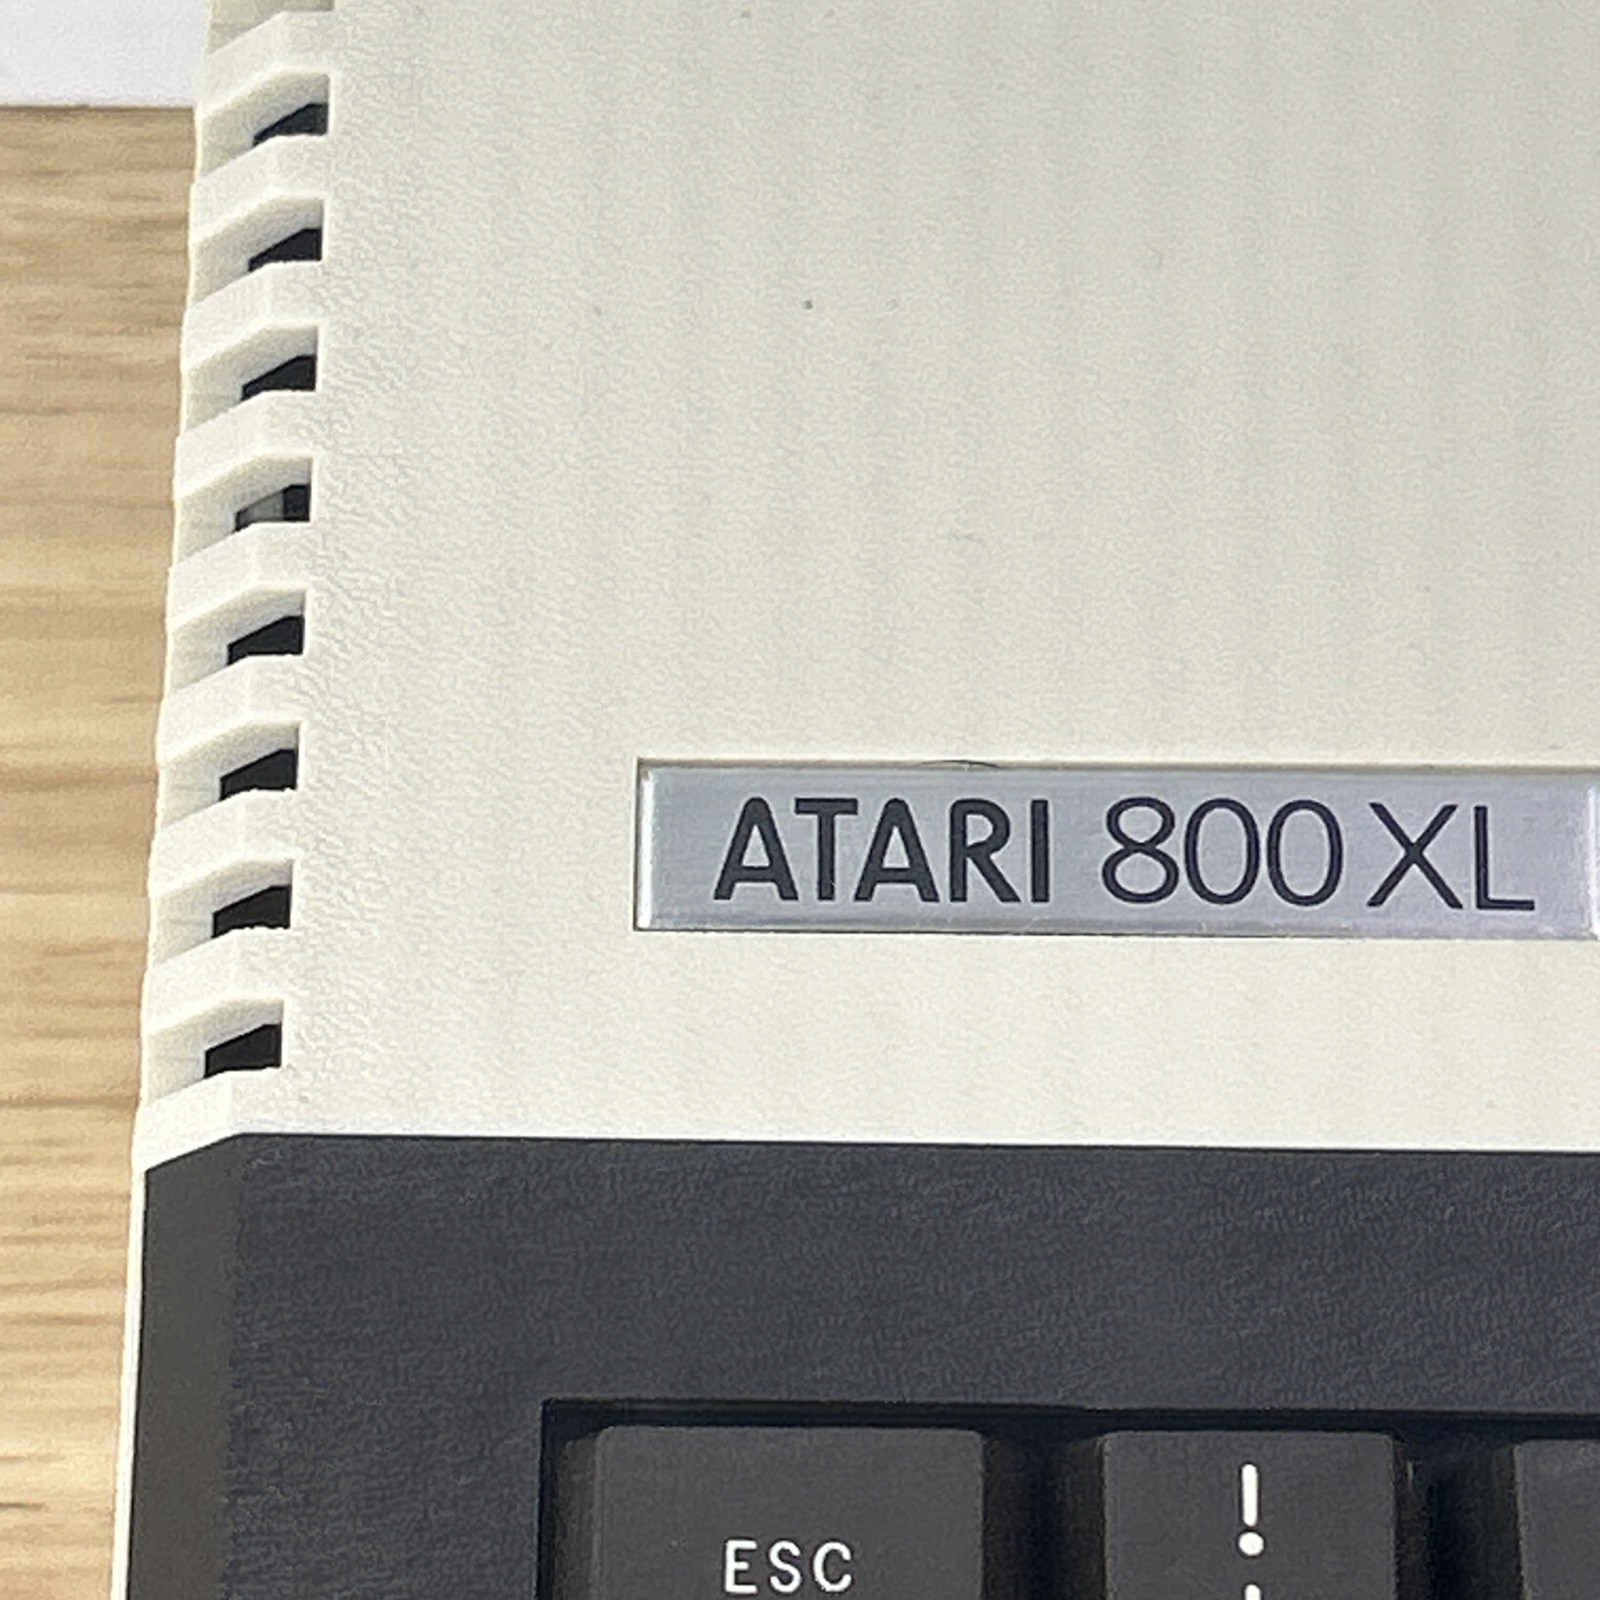 ATARI 800XL
ESC
!